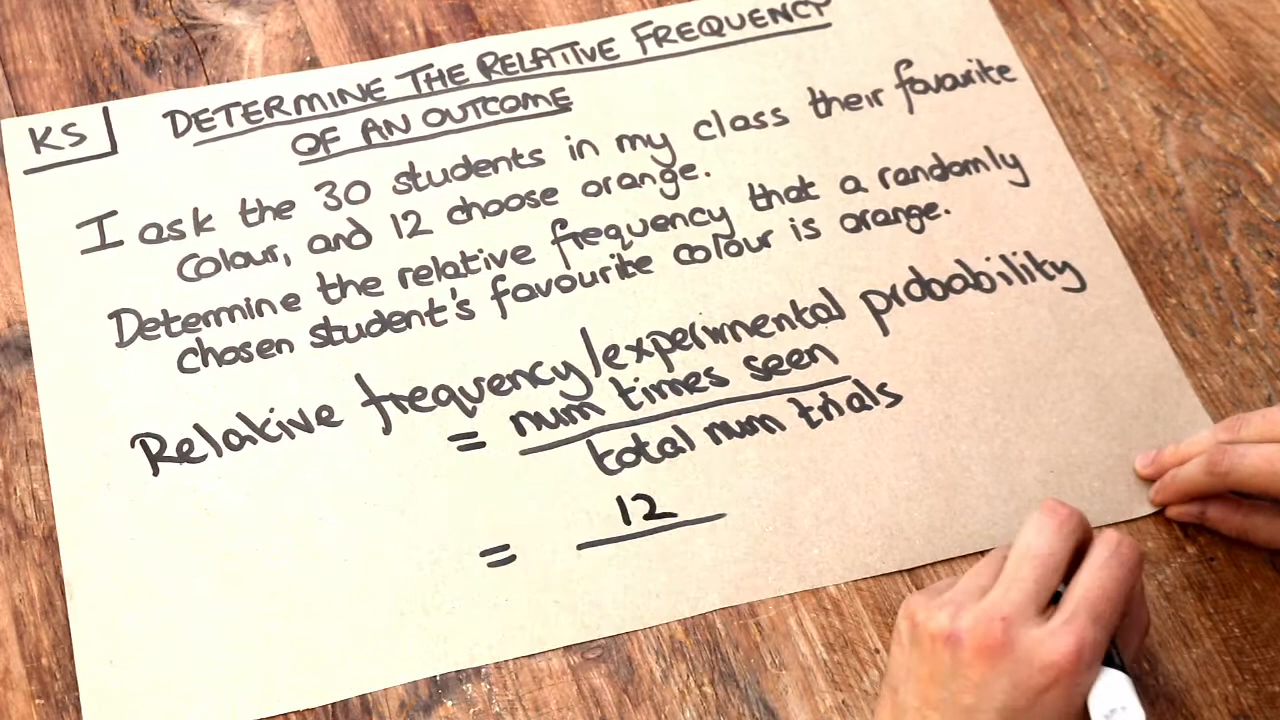 KS
DETERMINE THE RELATIVE FREQUENCY
OF AN OUTCOME
I ask the 30 students in my class their favourite
colour, and 12 choose orange.
Determine the relative frequency that a randomly
chosen student's favourite colour is orange.
Relative frequency/experimental probability
= num times seen
total num trials
= 12